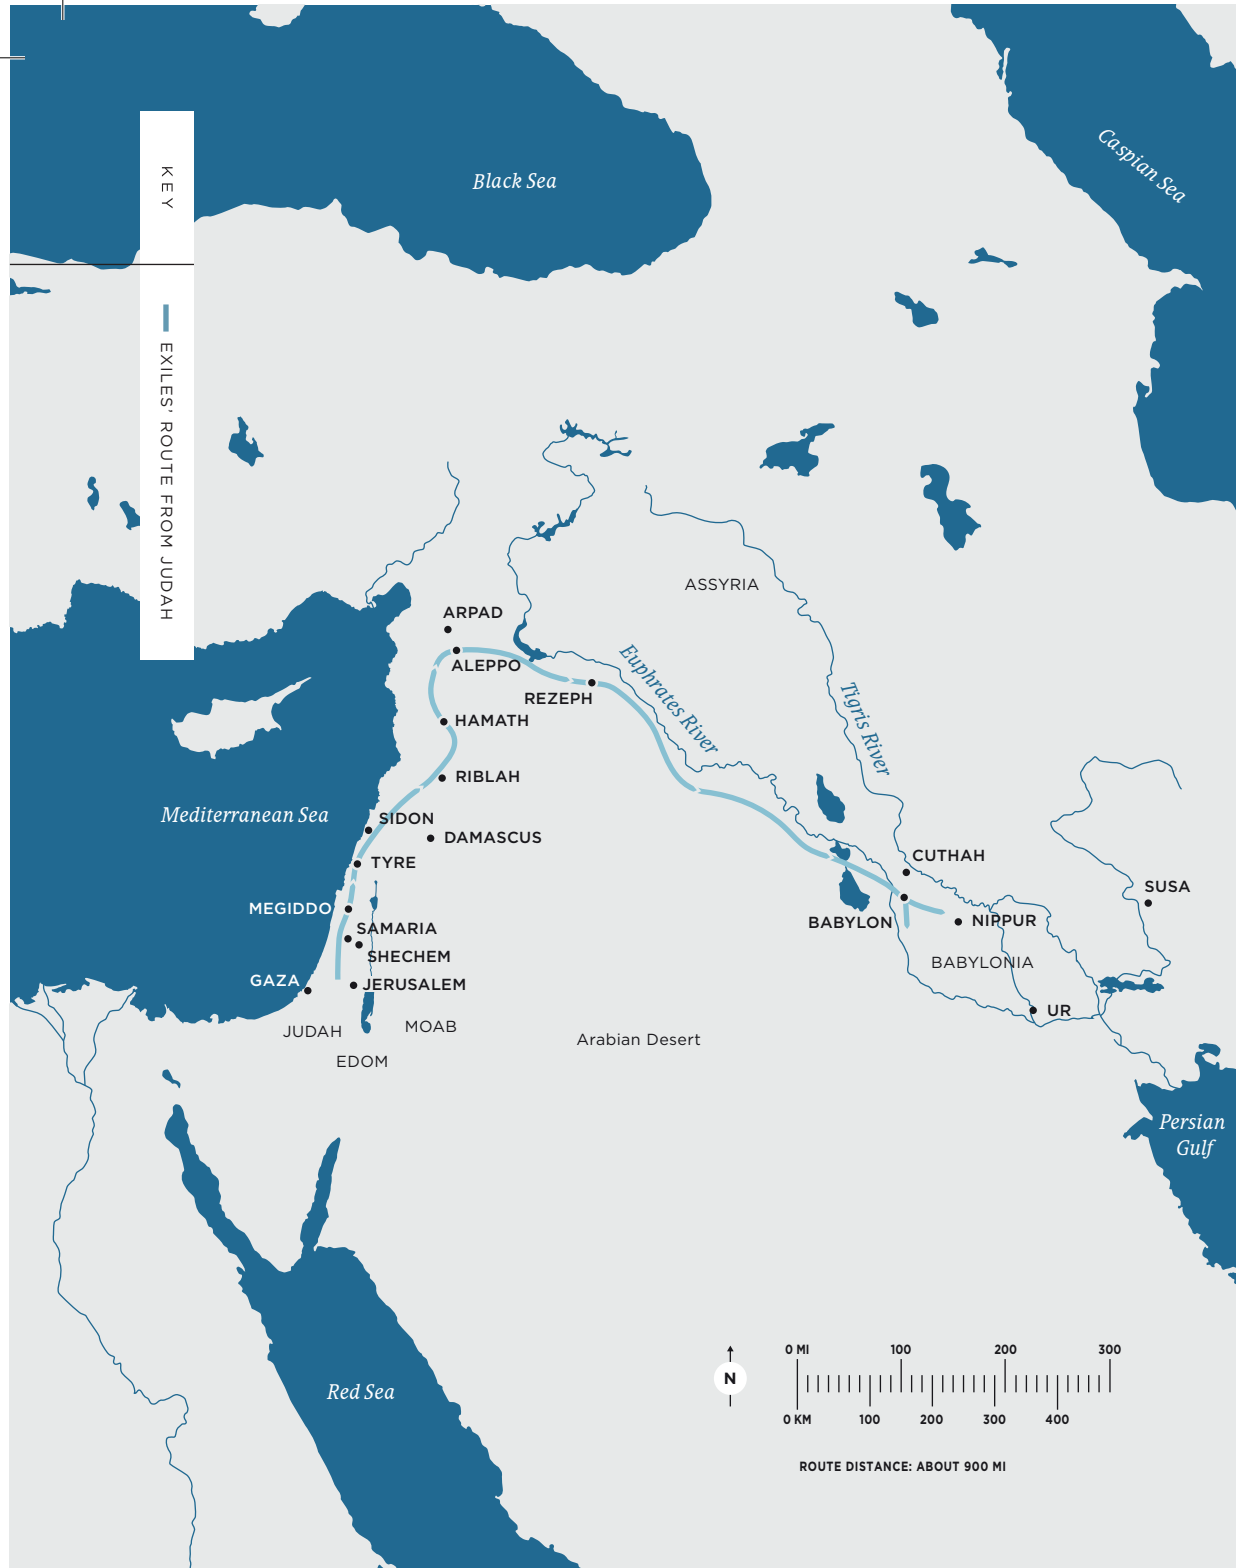 Black Sea
Caspian Sea
KEY
EXILES' ROUTE FROM JUDAH
ASSYRIA
ARPAD
ALEPPO
Euphrates River
REZEPH
Tigris River
HAMATH
RIBLAH
Mediterranean Sea
SIDON
DAMASCUS
TYRE
CUTHAH
SUSA
MEGIDDO
BABYLON
NIPPUR
SAMARIA
SHECHEM
BABYLONIA
GAZA
JERUSALEM
UR
JUDAH
MOAB
Arabian Desert
EDOM
Persian
Gulf
Red Sea
N
0 MI 100 200 300
0 KM 100 200 300 400
ROUTE DISTANCE: ABOUT 900 MI